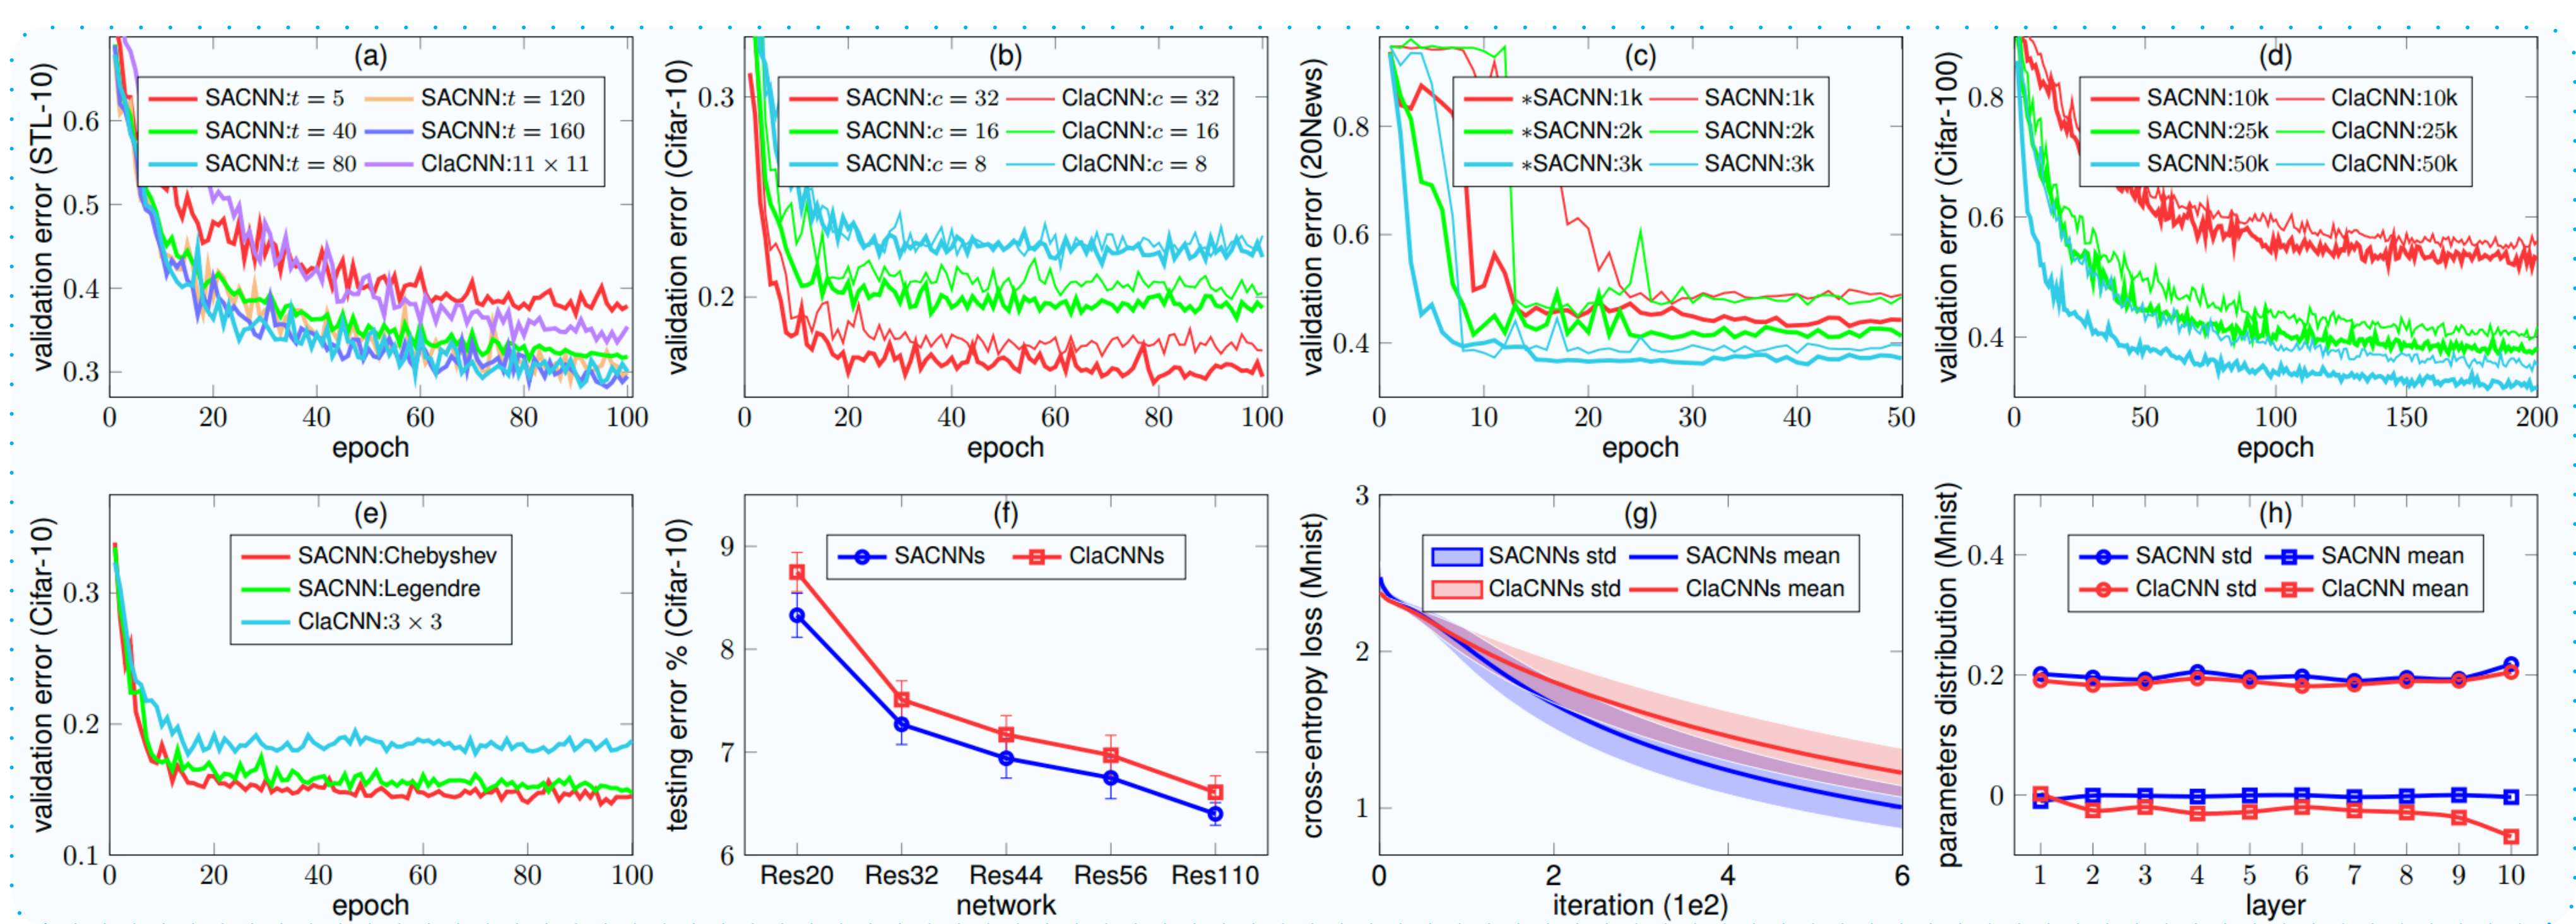 (a)
validation error (STL-10)
SACNN:t = 5 SACNN:t = 120
SACNN:t = 40 SACNN:t = 160
SACNN:t = 80 ClaCNN:11 × 11
0.6
0.5
0.4
0.3
0 20 40 60 80 100
epoch
(b)
validation error (Cifar-10)
SACNN:c = 32 ClaCNN:c = 32
SACNN:c = 16 ClaCNN:c = 16
SACNN:c = 8 ClaCNN:c = 8
0.3
0.2
0 20 40 60 80 100
epoch
(c)
validation error (20News)
∗SACNN:1k SACNN:1k
∗SACNN:2k SACNN:2k
∗SACNN:3k SACNN:3k
0.8
0.6
0.4
0 10 20 30 40 50
epoch
(d)
validation error (Cifar-100)
SACNN:10k ClaCNN:10k
SACNN:25k ClaCNN:25k
SACNN:50k ClaCNN:50k
0.8
0.6
0.4
0 50 100 150 200
epoch
(e)
validation error (Cifar-10)
SACNN:Chebyshev
SACNN:Legendre
ClaCNN:3 × 3
0.3
0.2
0.1
0 20 40 60 80 100
epoch
(f)
testing error % (Cifar-10)
SACNNs ClaCNNs
9
8
7
6
Res20 Res32 Res44 Res56 Res110
network
(g)
cross-entropy loss (Mnist)
SACNNs std SACNNs mean
ClaCNNs std ClaCNNs mean
3
2
1
0 2 4 6
iteration (1e2)
(h)
parameters distribution (Mnist)
SACNN std SACNN mean
ClaCNN std ClaCNN mean
0.4
0.2
0
1 2 3 4 5 6 7 8 9 10
layer